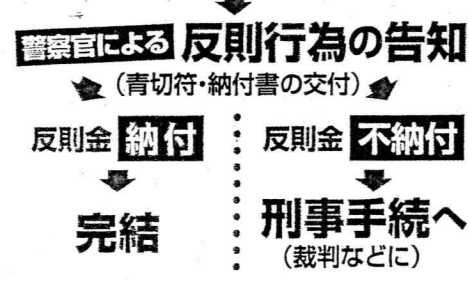 警察官による 反則行為の告知
（青切符・納付書の交付）
反則金 納付
完結
反則金 不納付
刑事手続へ
（裁判などに）